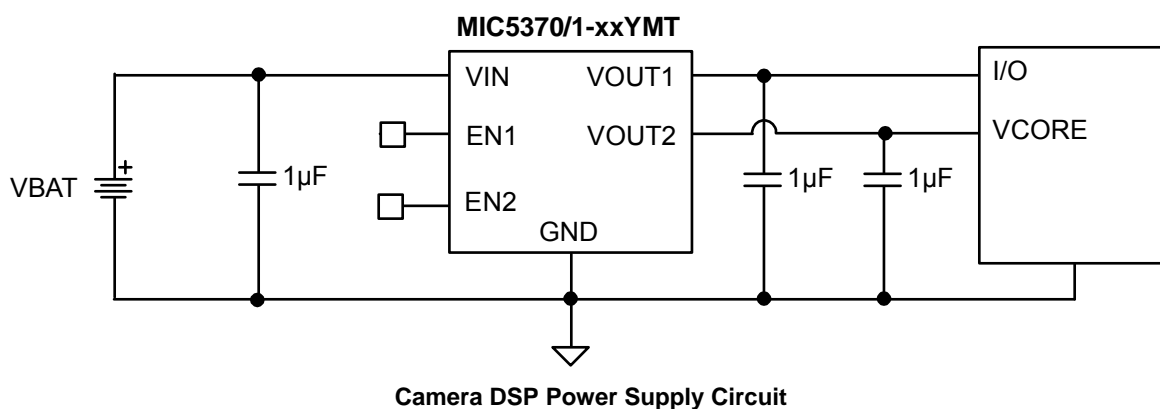 MIC5370/1-xxYMT
VIN
VOUT1
I/O
EN1
VOUT2
VCORE
VBAT
+
1µF
EN2
1µF
1µF
GND
Camera DSP Power Supply Circuit